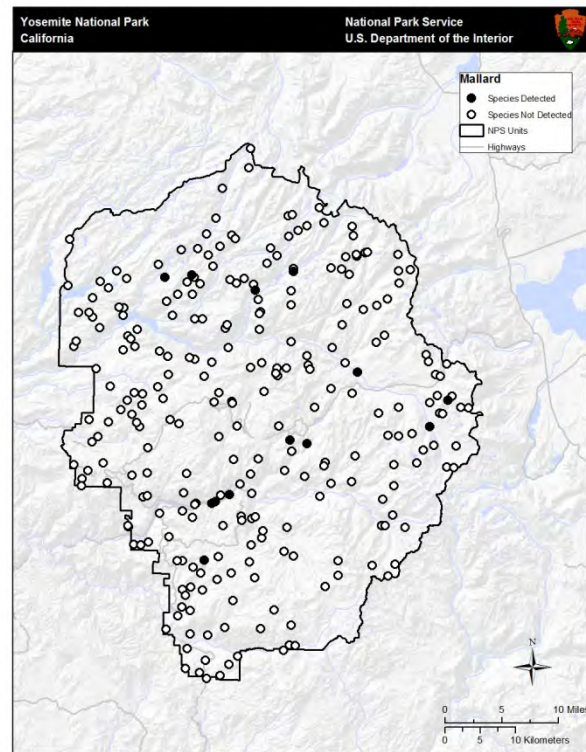 Yosemite National Park
California
National Park Service
U.S. Department of the Interior
Mallard
Species Detected
Species Not Detected
NPS Units
Highways
N
0 5 10 Miles
0 5 10 Kilometers